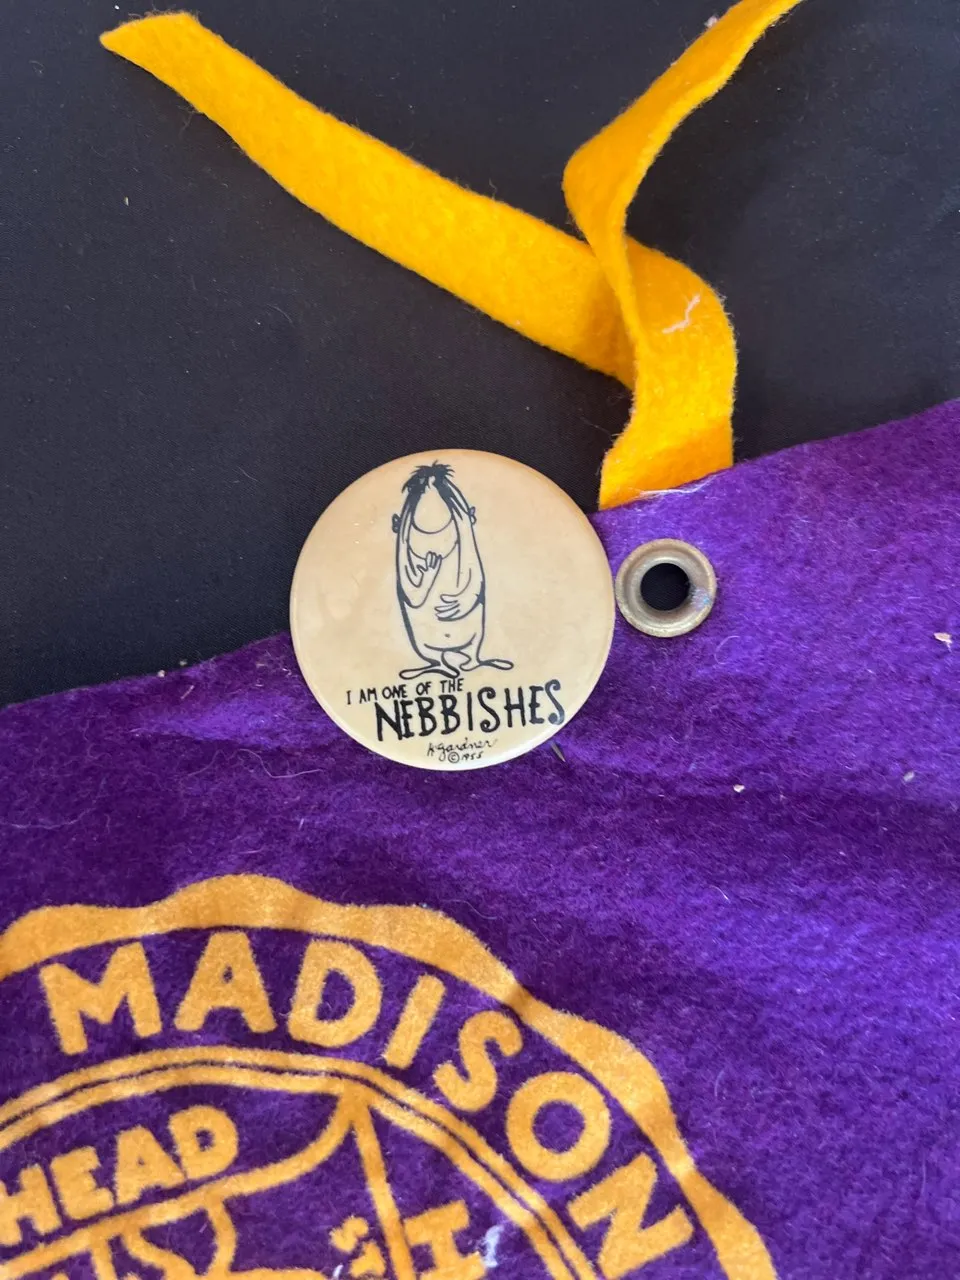 I AM ONE OF THE
NEBBISHES
h gardner
©1955
MADISON
HEAD